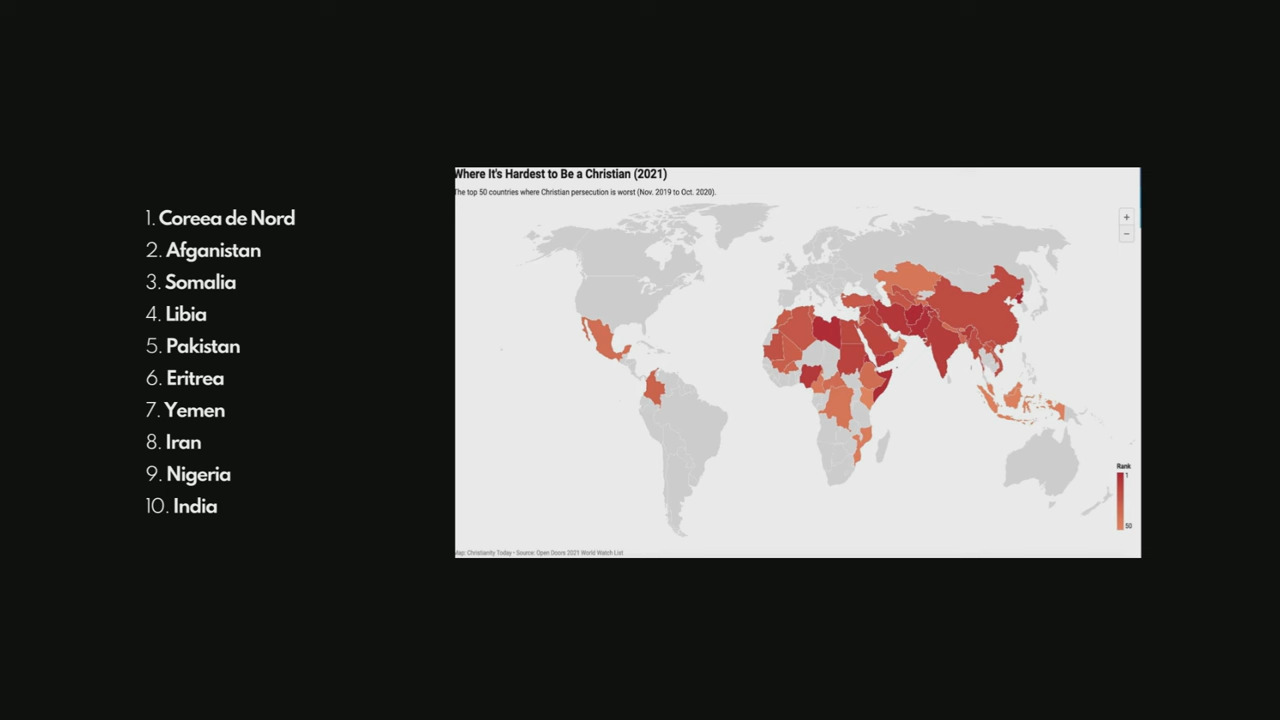 1. Coreea de Nord
2. Afganistan
3. Somalia
4. Libia
5. Pakistan
6. Eritrea
7. Yemen
8. Iran
9. Nigeria
10. India
Where It's Hardest to Be a Christian (2021)
The top 50 countries where Christian persecution is worst (Nov. 2019 to Oct. 2020).
+
−
Rank
1
50
Map: Christianity Today • Source: Open Doors 2021 World Watch List